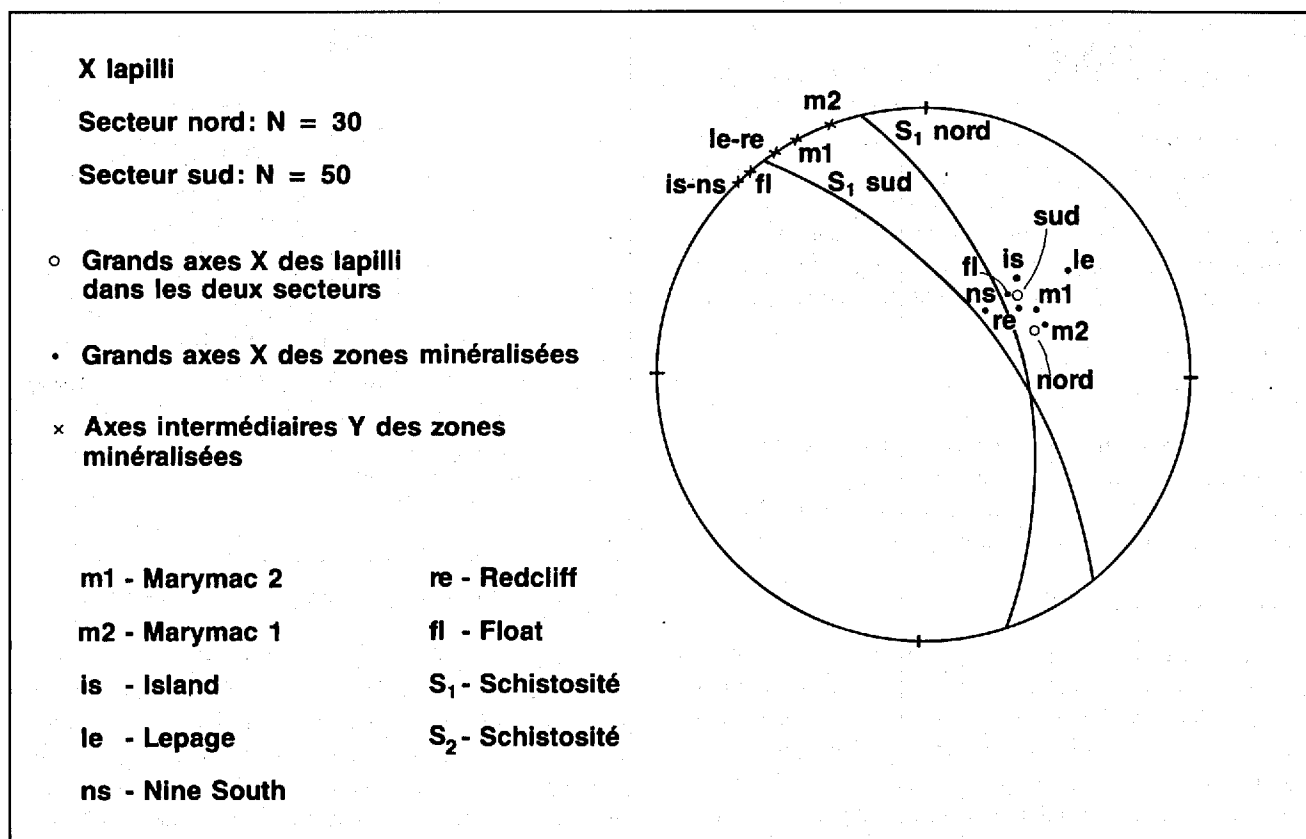 X lapilli
Secteur nord: N = 30
Secteur sud: N = 50
Grands axes X des lapilli
dans les deux secteurs
Grands axes X des zones minéralisées
Axes intermédiaires Y des zones
minéralisées
m1 - Marymac 2
m2 - Marymac 1
is - Island
le - Lepage
ns - Nine South
re - Redcliff
fl - Float
S₁ - Schistosité
S₂ - Schistosité
m2
le-re
m1
is-ns
fl
S₁ nord
S₁ sud
sud
is
le
fl
ns
m1
re
m2
nord